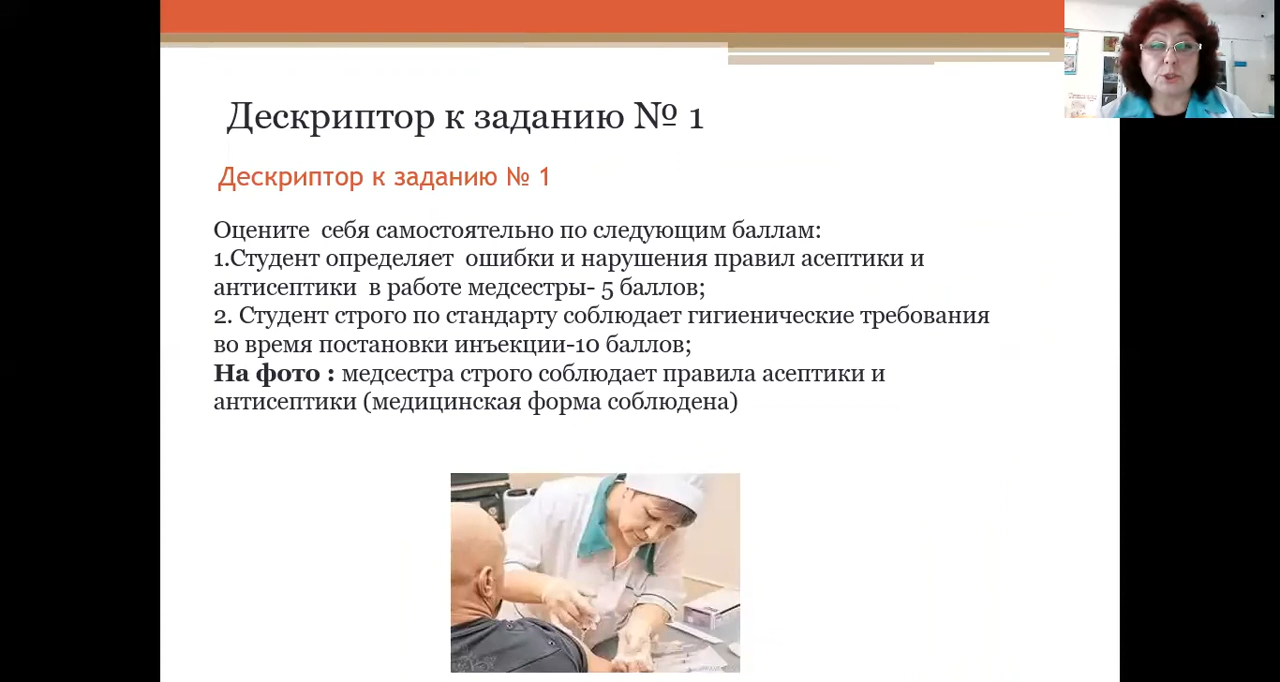 Дескриптор к заданию № 1
Дескриптор к заданию № 1
Оцените  себя самостоятельно по следующим баллам:
1.Студент определяет  ошибки и нарушения правил асептики и
антисептики  в работе медсестры- 5 баллов;
2. Студент строго по стандарту соблюдает гигиенические требования
во время постановки инъекции-10 баллов;
На фото : медсестра строго соблюдает правила асептики и
антисептики (медицинская форма соблюдена)